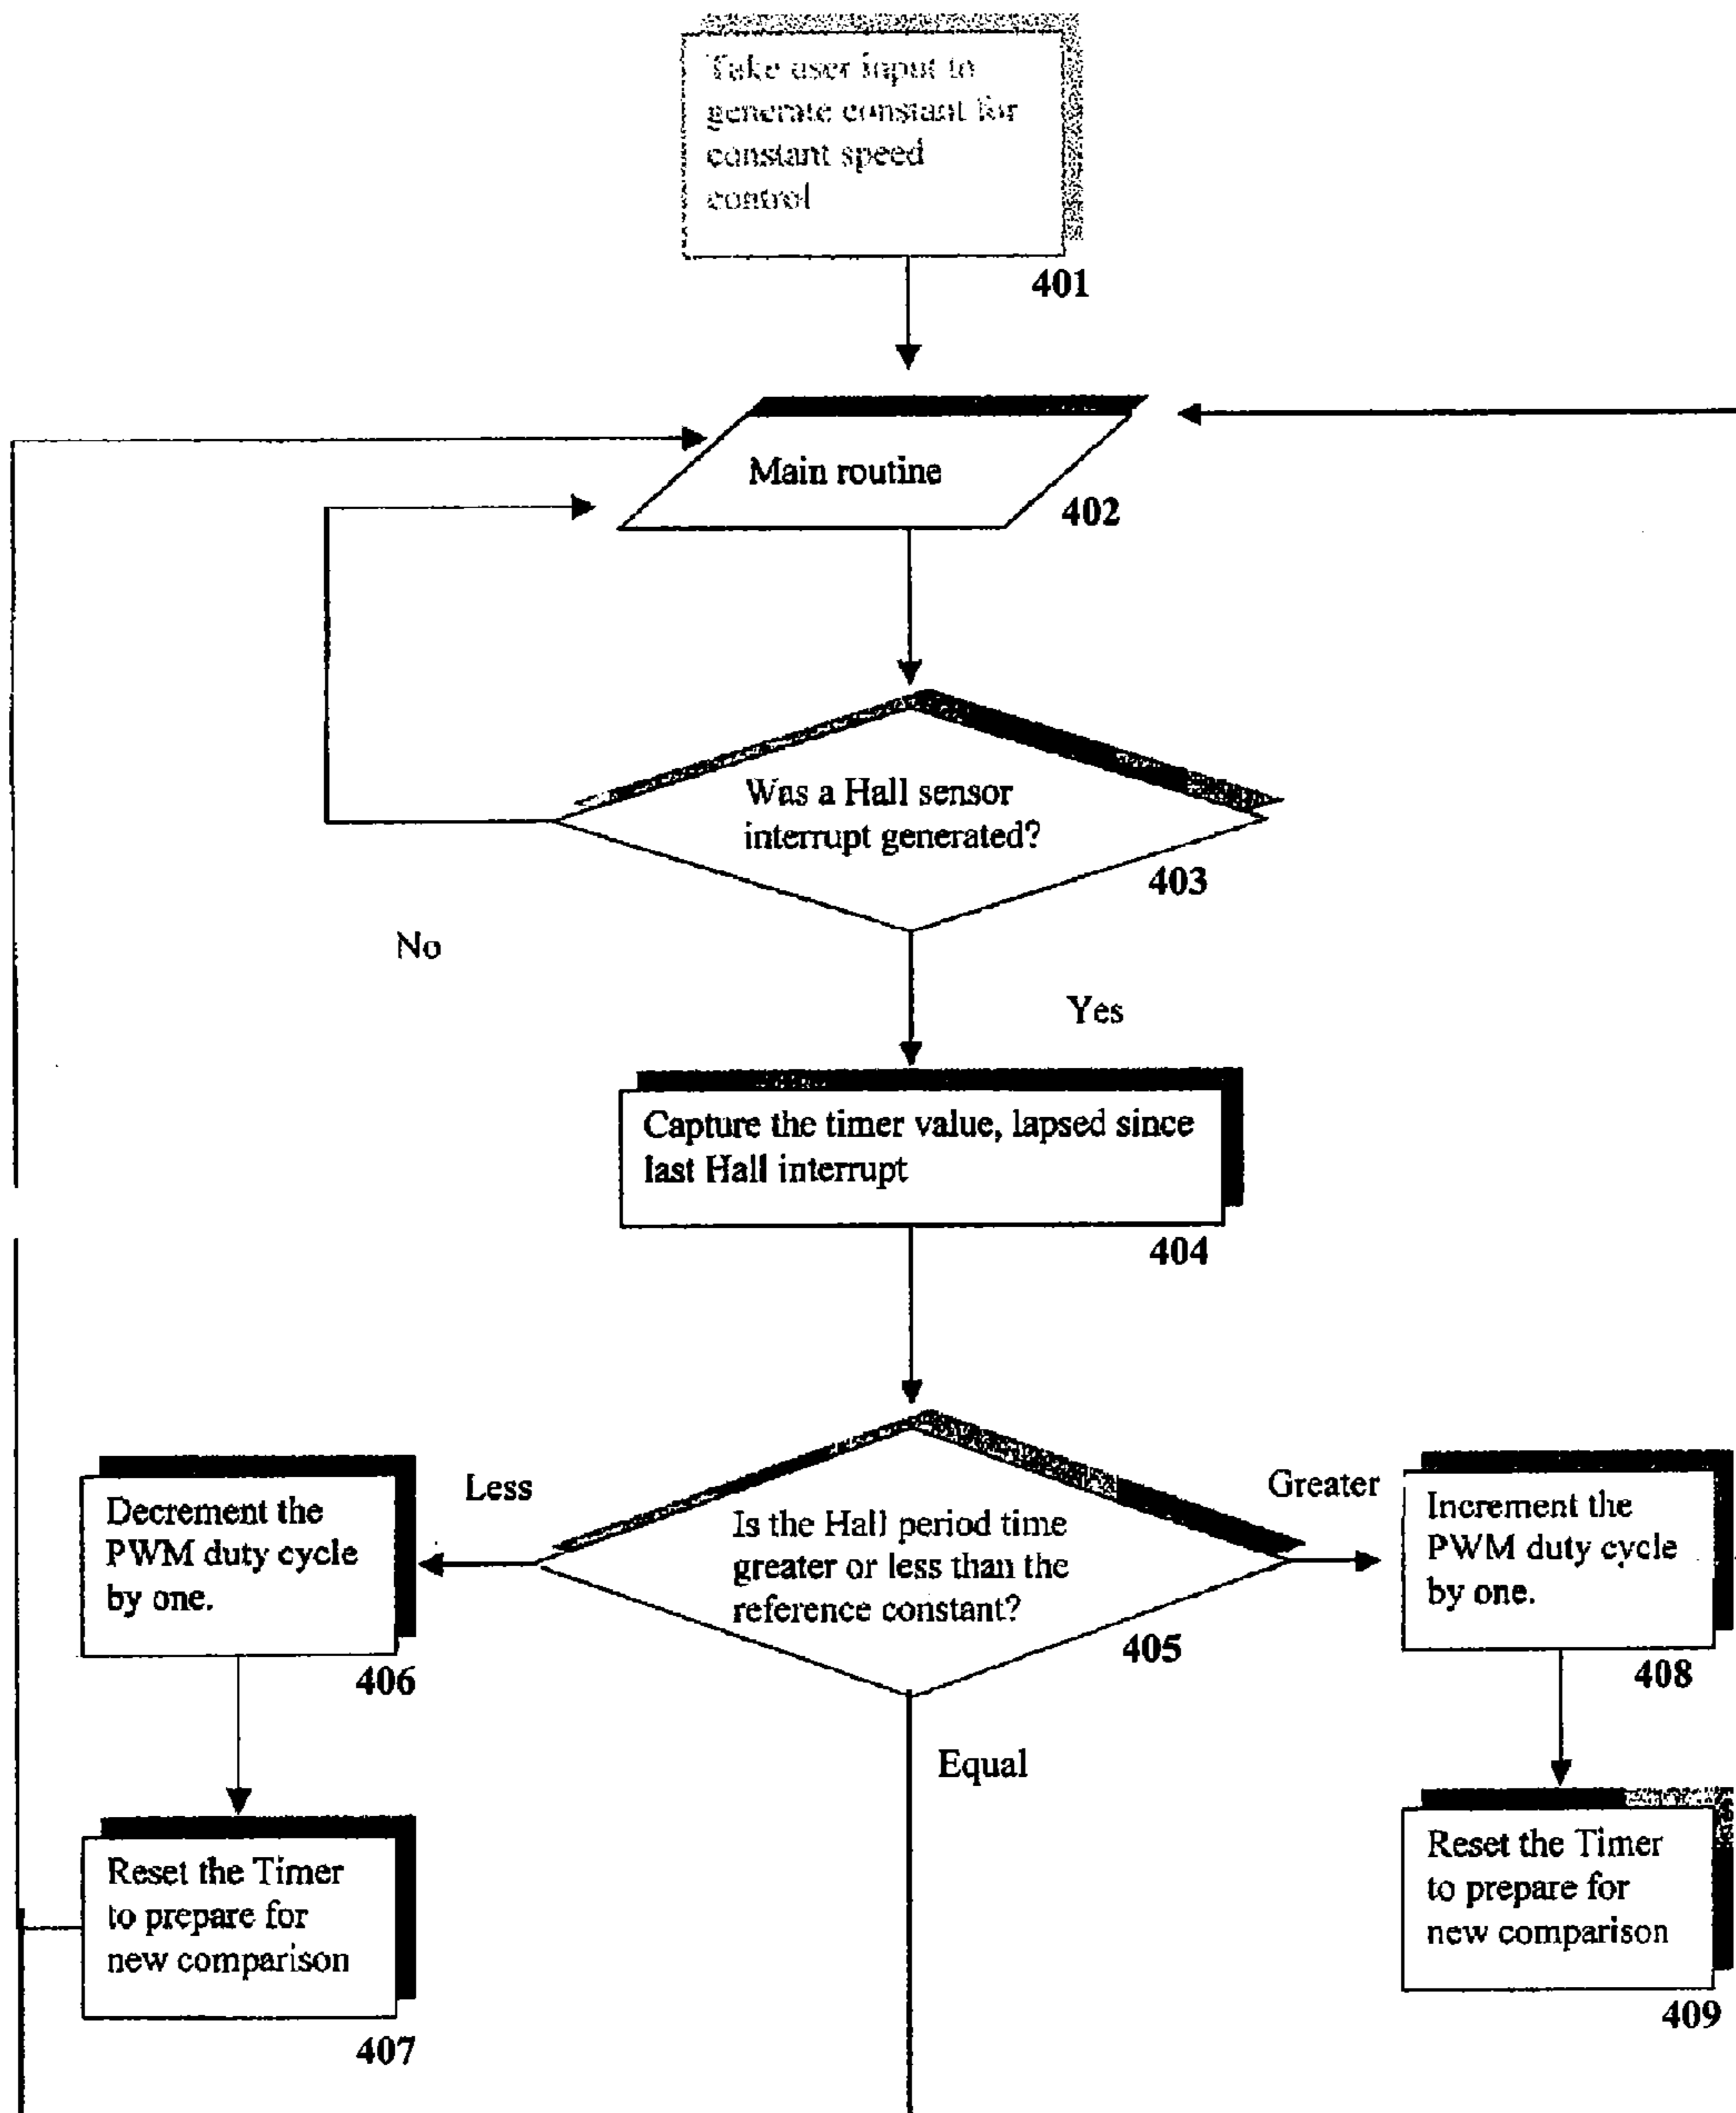 Take user input to
generate constant for
constant speed
control
401
Main routine
402
Was a Hall sensor
interrupt generated?
403
No
Yes
Capture the timer value, lapsed since
last Hall interrupt
404
Less
Greater
Decrement the
PWM duty cycle
by one.
406
Is the Hall period time
greater or less than the
reference constant?
405
Increment the
PWM duty cycle
by one.
408
Equal
Reset the Timer
to prepare for
new comparison
407
Reset the Timer
to prepare for
new comparison
409